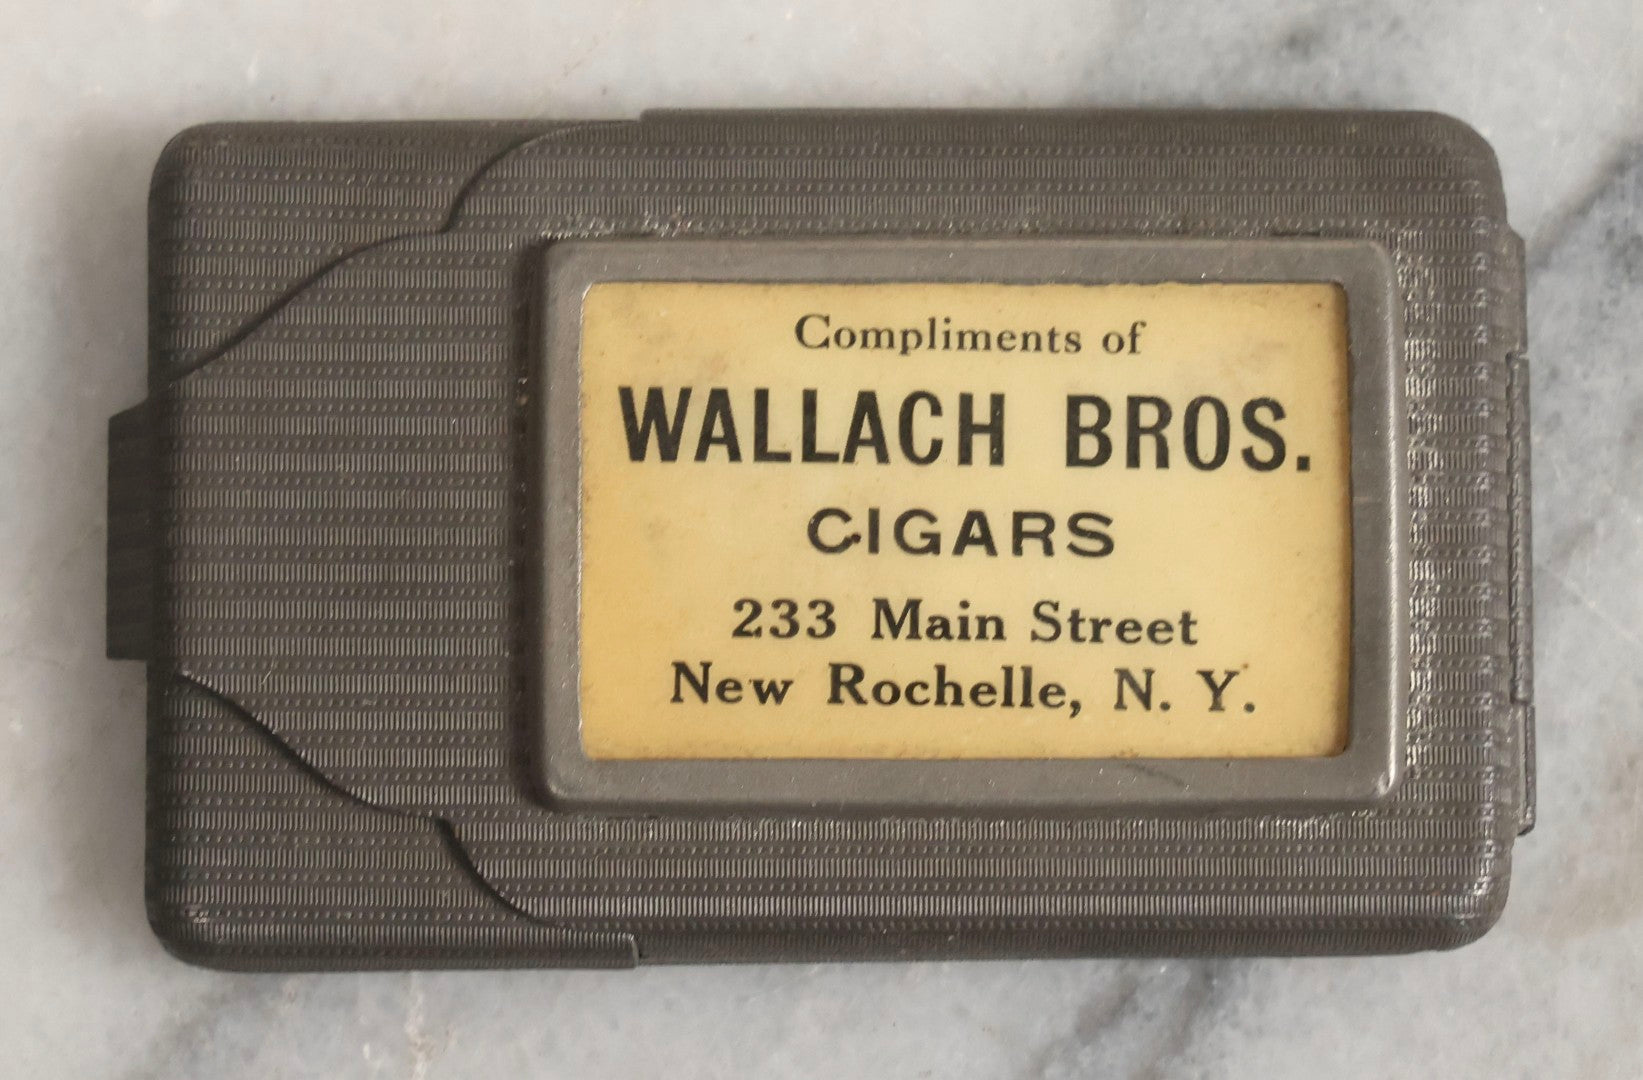 Compliments of
WALLACH BROS.
CIGARS
233 Main Street
New Rochelle, N. Y.